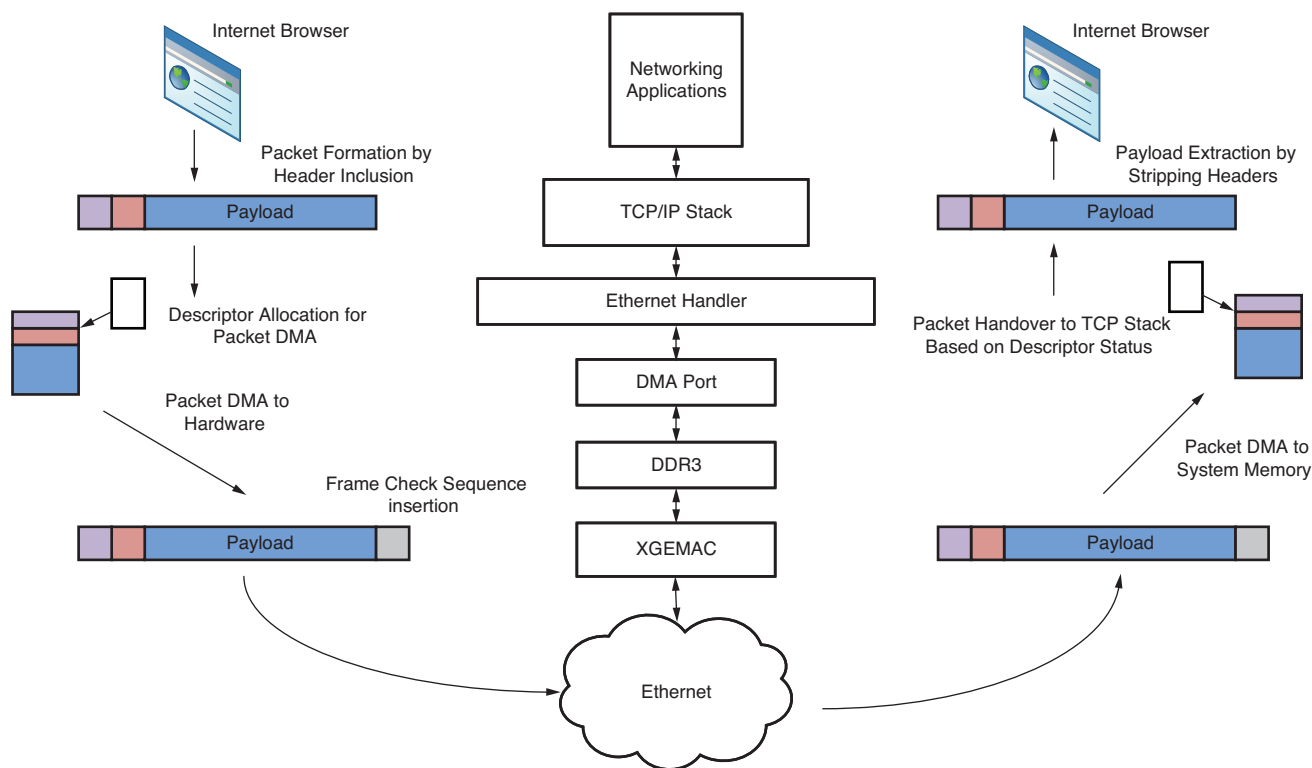 Internet Browser
Packet Formation by
Header Inclusion
Payload
Descriptor Allocation for
Packet DMA
Packet DMA to
Hardware
Frame Check Sequence
insertion
Payload
Networking
Applications
TCP/IP Stack
Ethernet Handler
DMA Port
DDR3
XGEMAC
Ethernet
Internet Browser
Payload Extraction by
Stripping Headers
Payload
Packet Handover to TCP Stack
Based on Descriptor Status
Packet DMA to
System Memory
Payload